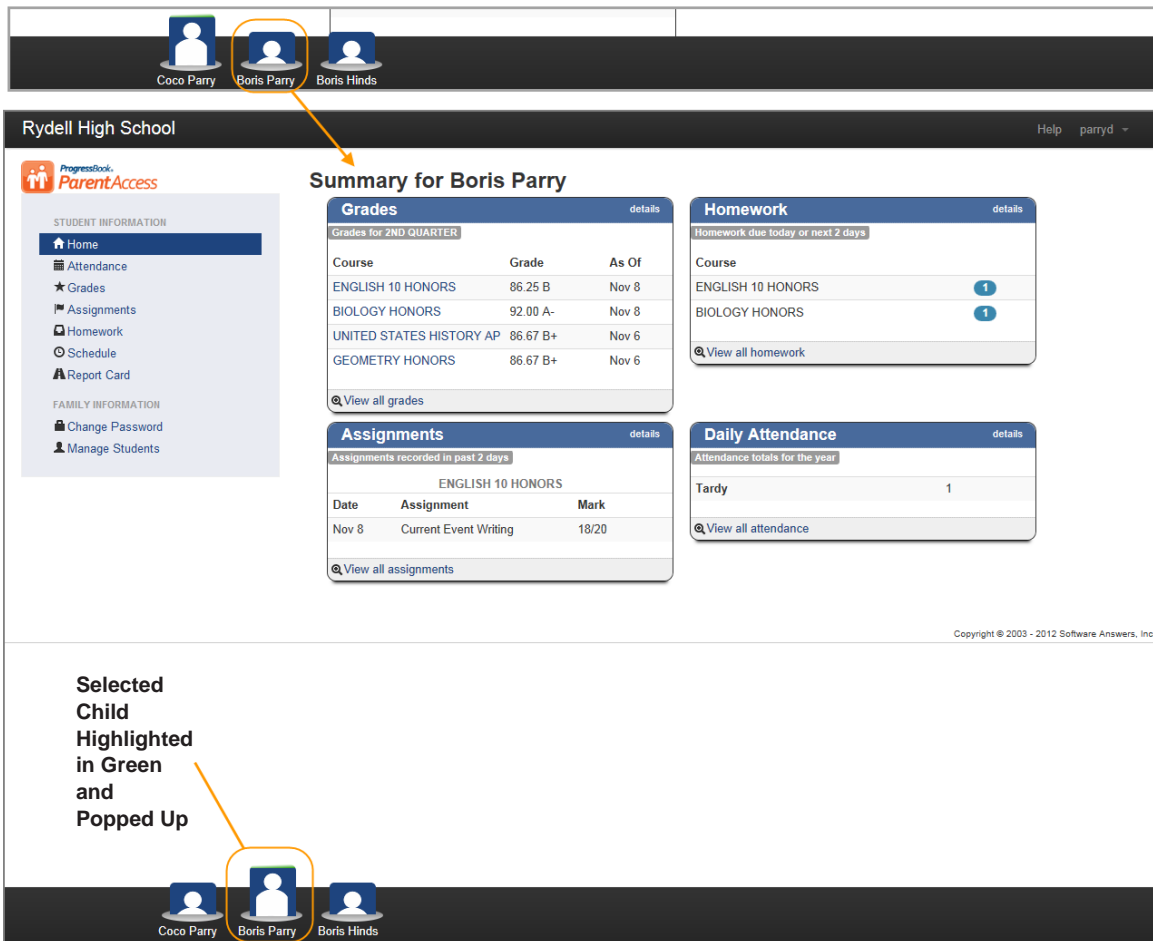 Coco Parry Boris Parry Boris Hinds
Rydell High School Help parryd
ProgressBook.
ParentAccess
STUDENT INFORMATION
Home
Attendance
Grades
Assignments
Homework
Schedule
Report Card
FAMILY INFORMATION
Change Password
Manage Students
Summary for Boris Parry
Grades details
Grades for 2ND QUARTER
Course Grade As Of
ENGLISH 10 HONORS 86.25 B Nov 8
BIOLOGY HONORS 92.00 A- Nov 8
UNITED STATES HISTORY AP 86.67 B+ Nov 6
GEOMETRY HONORS 86.67 B+ Nov 6
View all grades
Homework details
Homework due today or next 2 days
Course
ENGLISH 10 HONORS 1
BIOLOGY HONORS 1
View all homework
Assignments details
Assignments recorded in past 2 days
ENGLISH 10 HONORS
Date Assignment Mark
Nov 8 Current Event Writing 18/20
View all assignments
Daily Attendance details
Attendance totals for the year
Tardy 1
View all attendance
Copyright © 2003 - 2012 Software Answers, Inc
Selected
Child
Highlighted
in Green
and
Popped Up
Coco Parry Boris Parry Boris Hinds